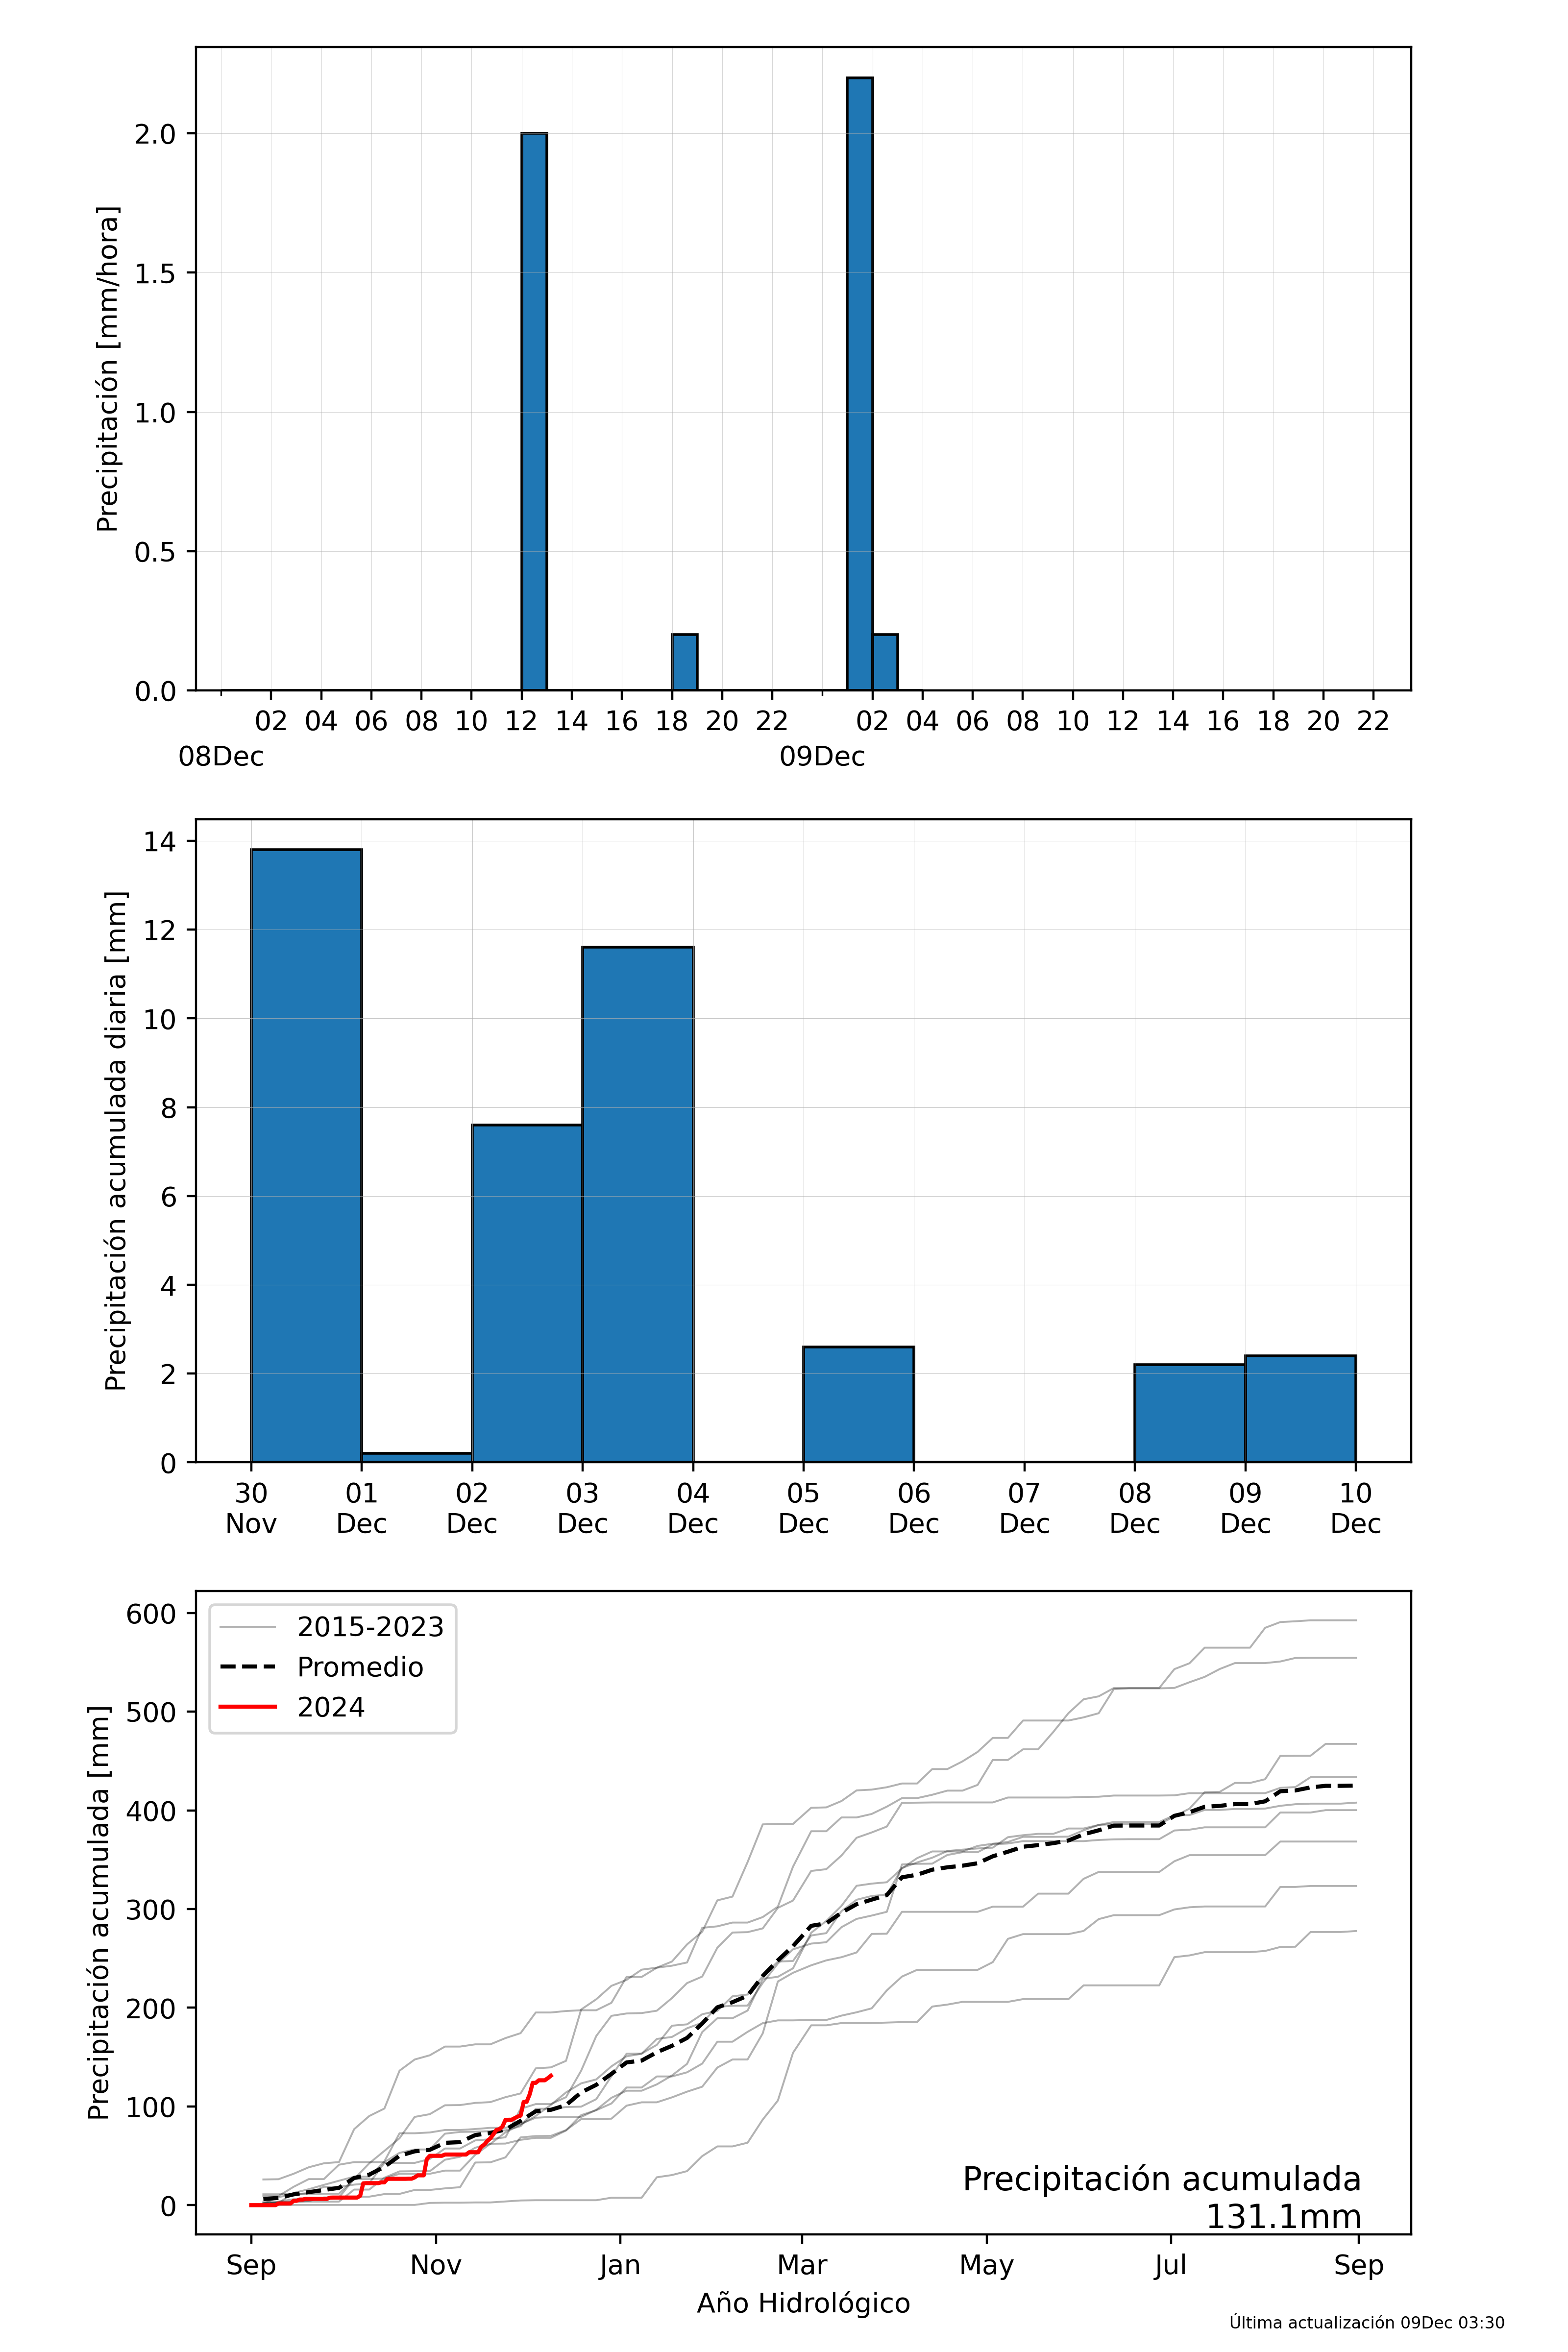 Precipitación [mm/hora]
2.0
1.5
1.0
0.5
0.0
02 04 06 08 10 12 14 16 18 20 22 02 04 06 08 10 12 14 16 18 20 22
08Dec 09Dec
Precipitación acumulada diaria [mm]
14
12
10
8
6
4
2
0
30 01 02 03 04 05 06 07 08 09 10
Nov Dec Dec Dec Dec Dec Dec Dec Dec Dec Dec
Precipitación acumulada [mm]
600
500
400
300
200
100
0
2015-2023
Promedio
2024
Precipitación acumulada
131.1mm
Sep Nov Jan Mar May Jul Sep
Año Hidrológico
Última actualización 09Dec 03:30